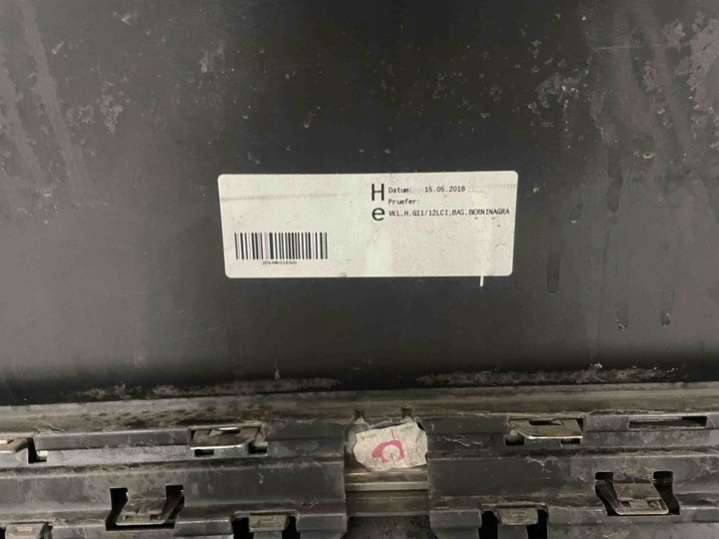 H
e
Datum: 15.05.2018
Pruefer:
VKL.H.G11/12LCI,BAS.BERNINAGRA